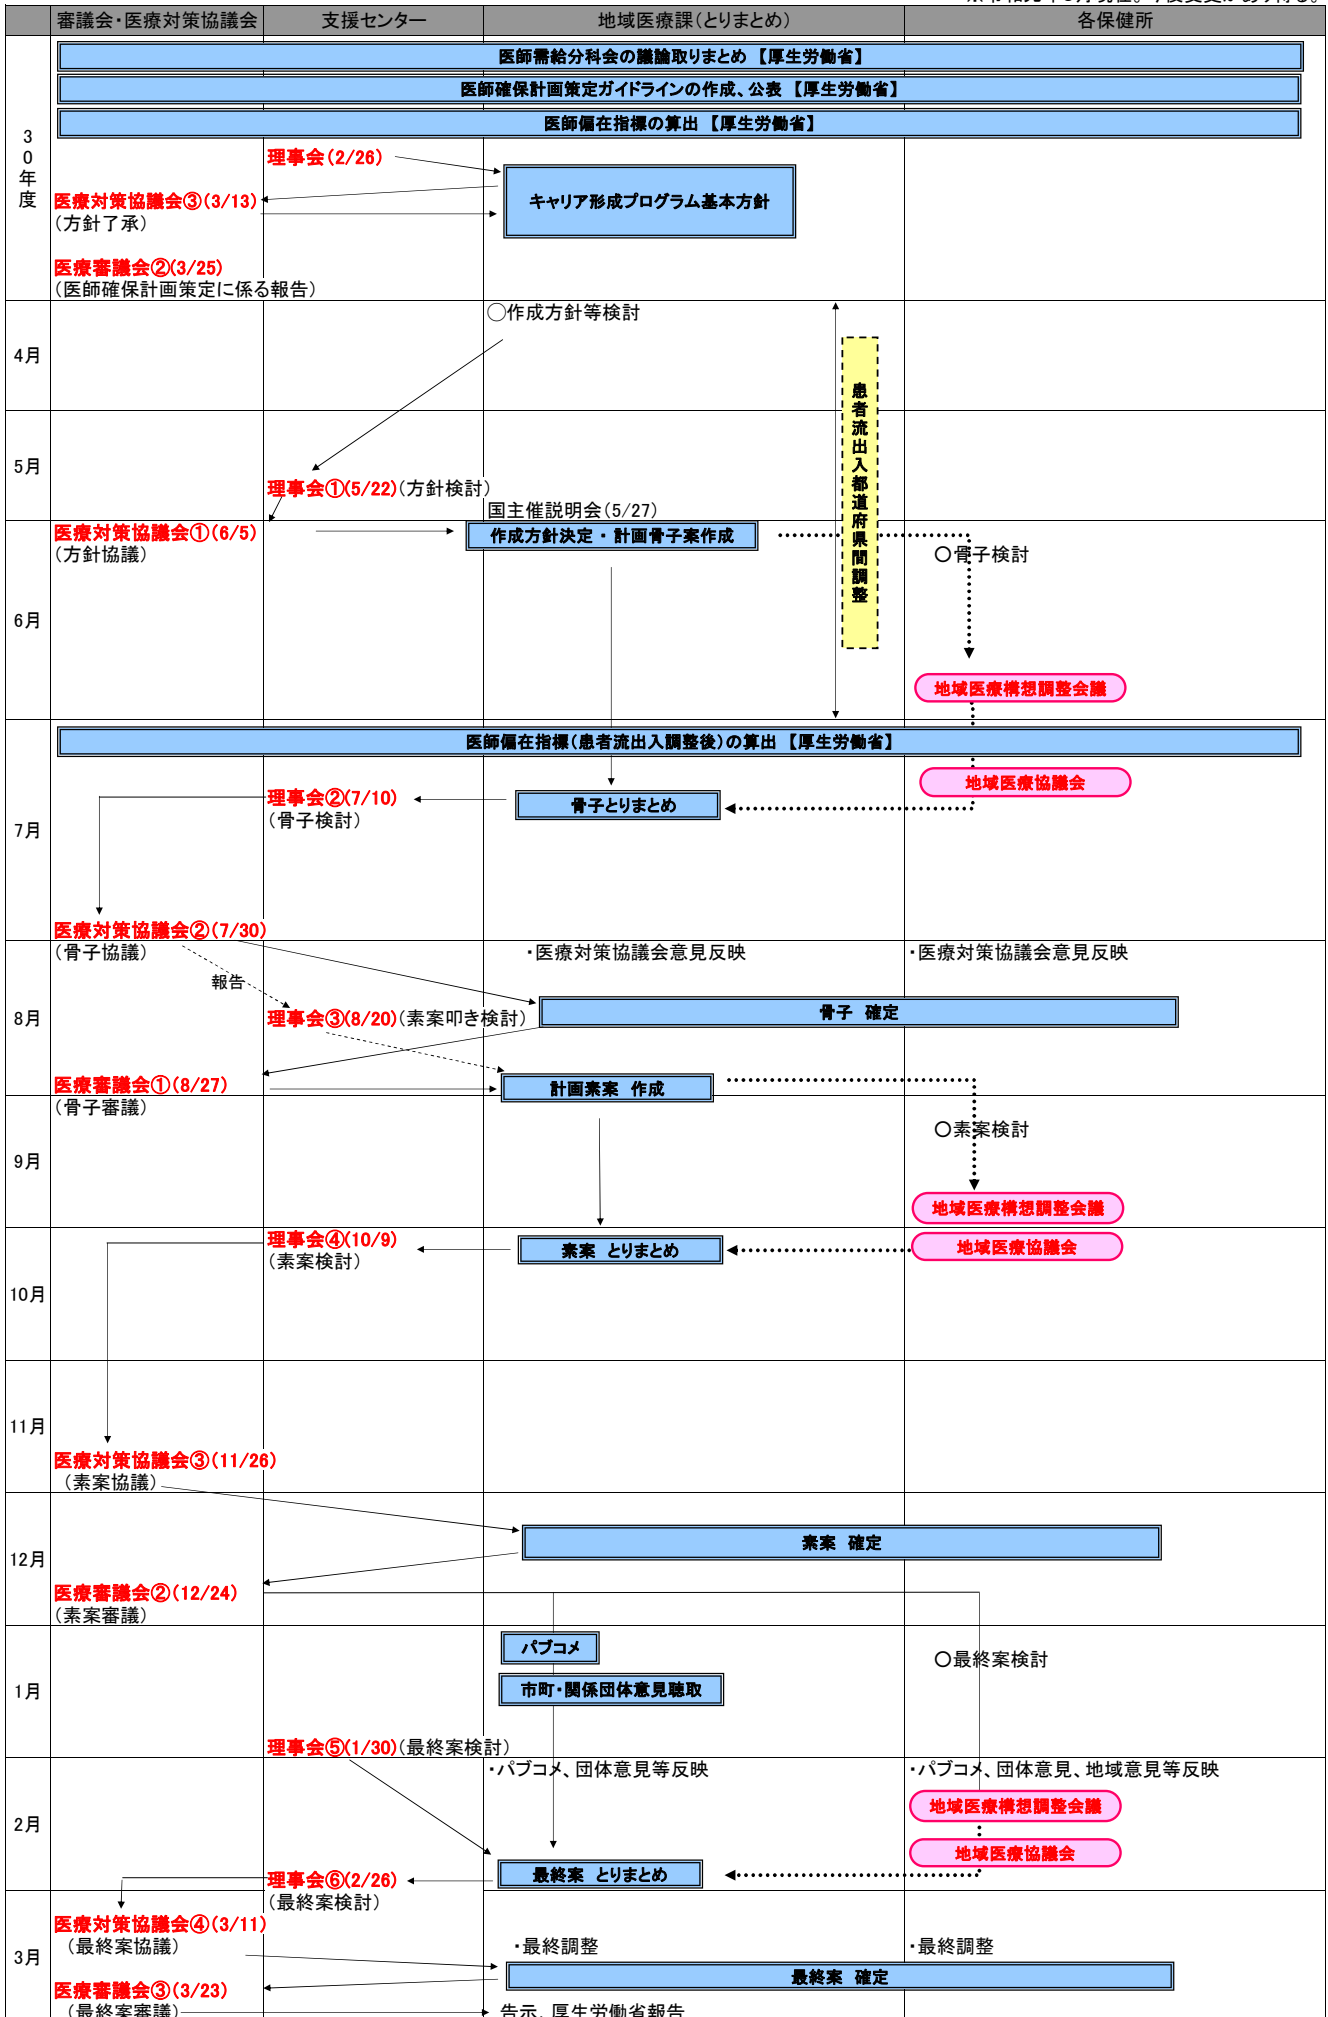 審議会・医療対策協議会 支援センター 地域医療課(とりまとめ) 各保健所
医師需給分科会の議論取りまとめ 【厚生労働省】
医師確保計画策定ガイドラインの作成、公表 【厚生労働省】
医師偏在指標の算出 【厚生労働省】
30年度
理事会(2/26)
キャリア形成プログラム基本方針
医療対策協議会③(3/13)
(方針了承)
医療審議会②(3/25)
(医師確保計画策定に係る報告)
4月
〇作成方針等検討
患者流出入都道府県間調整
5月
理事会①(5/22)(方針検討)
国主催説明会(5/27)
6月
医療対策協議会①(6/5)
(方針協議)
作成方針決定・計画骨子案作成
〇骨子検討
地域医療構想調整会議
医師偏在指標(患者流出入調整後)の算出 【厚生労働省】
7月
地域医療協議会
理事会②(7/10)
(骨子検討)
骨子とりまとめ
医療対策協議会②(7/30)
(骨子協議)
・医療対策協議会意見反映
・医療対策協議会意見反映
8月
報告
骨子 確定
理事会③(8/20)(素案叩き検討)
医療審議会①(8/27)
(骨子審議)
計画素案 作成
9月
〇素案検討
地域医療構想調整会議
10月
理事会④(10/9)
(素案検討)
素案 とりまとめ
地域医療協議会
11月
医療対策協議会③(11/26)
(素案協議)
12月
素案 確定
医療審議会②(12/24)
(素案審議)
1月
パブコメ
市町・関係団体意見聴取
〇最終案検討
理事会⑤(1/30)(最終案検討)
・パブコメ、団体意見等反映
・パブコメ、団体意見、地域意見等反映
2月
地域医療構想調整会議
地域医療協議会
最終案 とりまとめ
理事会⑥(2/26)
(最終案検討)
3月
医療対策協議会④(3/11)
(最終案協議)
・最終調整
・最終調整
最終案 確定
医療審議会③(3/23)
(最終案審議)
告示、厚生労働省報告